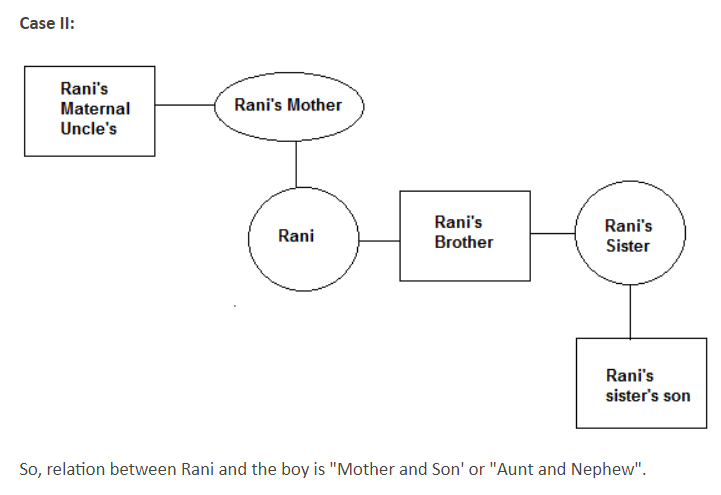 Case II:
Rani's
Maternal
Uncle's
Rani's Mother
Rani
Rani's
Brother
Rani's
Sister
Rani's
sister's son
So, relation between Rani and the boy is "Mother and Son' or "Aunt and Nephew".